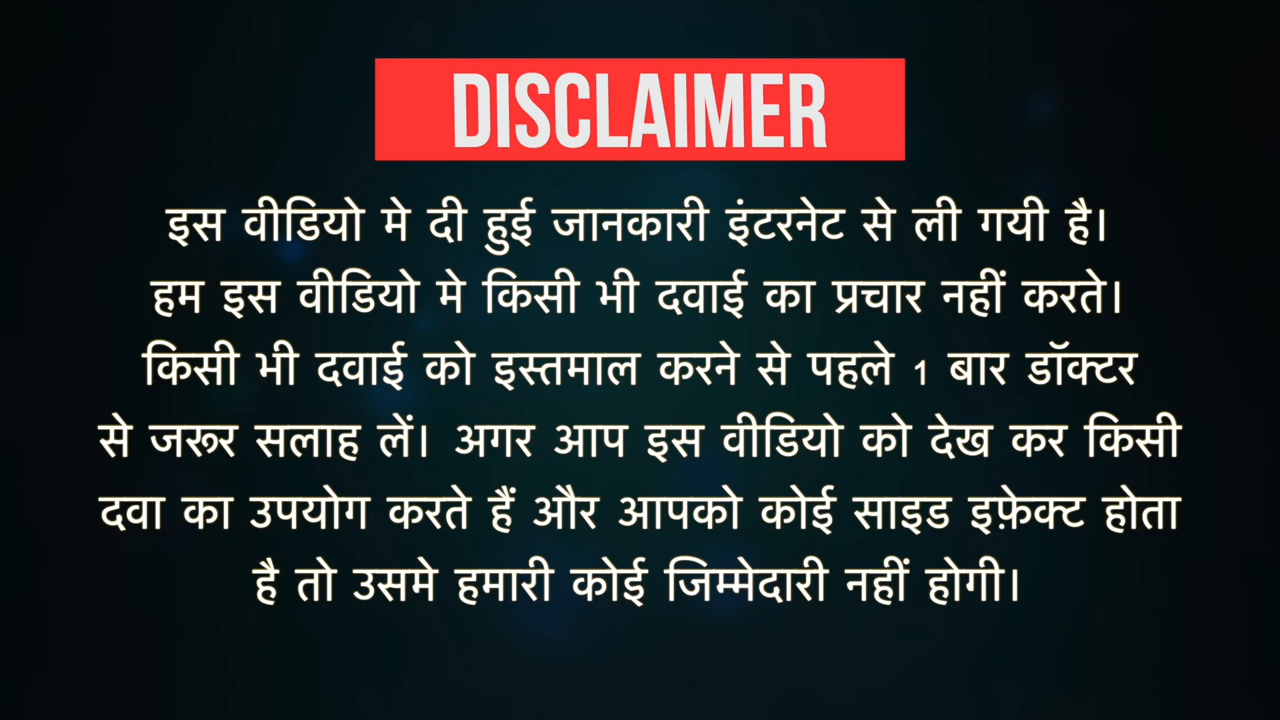 DISCLAIMER
इस वीडियो मे दी हुई जानकारी इंटरनेट से ली गयी है।
हम इस वीडियो मे किसी भी दवाई का प्रचार नहीं करते।
किसी भी दवाई को इस्तमाल करने से पहले 1 बार डॉक्टर
से जरूर सलाह लें। अगर आप इस वीडियो को देख कर किसी
दवा का उपयोग करते हैं और आपको कोई साइड इफ़ेक्ट होता
है तो उसमे हमारी कोई जिम्मेदारी नहीं होगी।